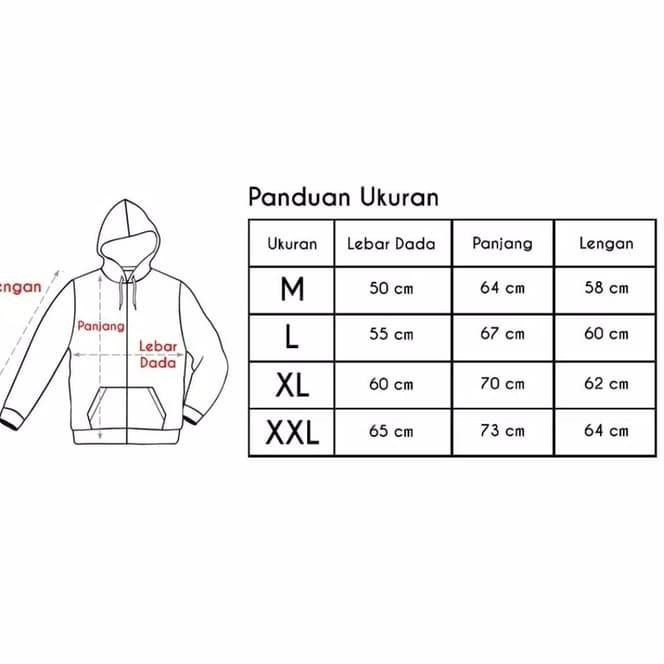 Panduan Ukuran
Ukuran Lebar Dada Panjang Lengan
M 50 cm 64 cm 58 cm
L 55 cm 67 cm 60 cm
XL 60 cm 70 cm 62 cm
XXL 65 cm 73 cm 64 cm
engan
Panjang
Lebar
Dada